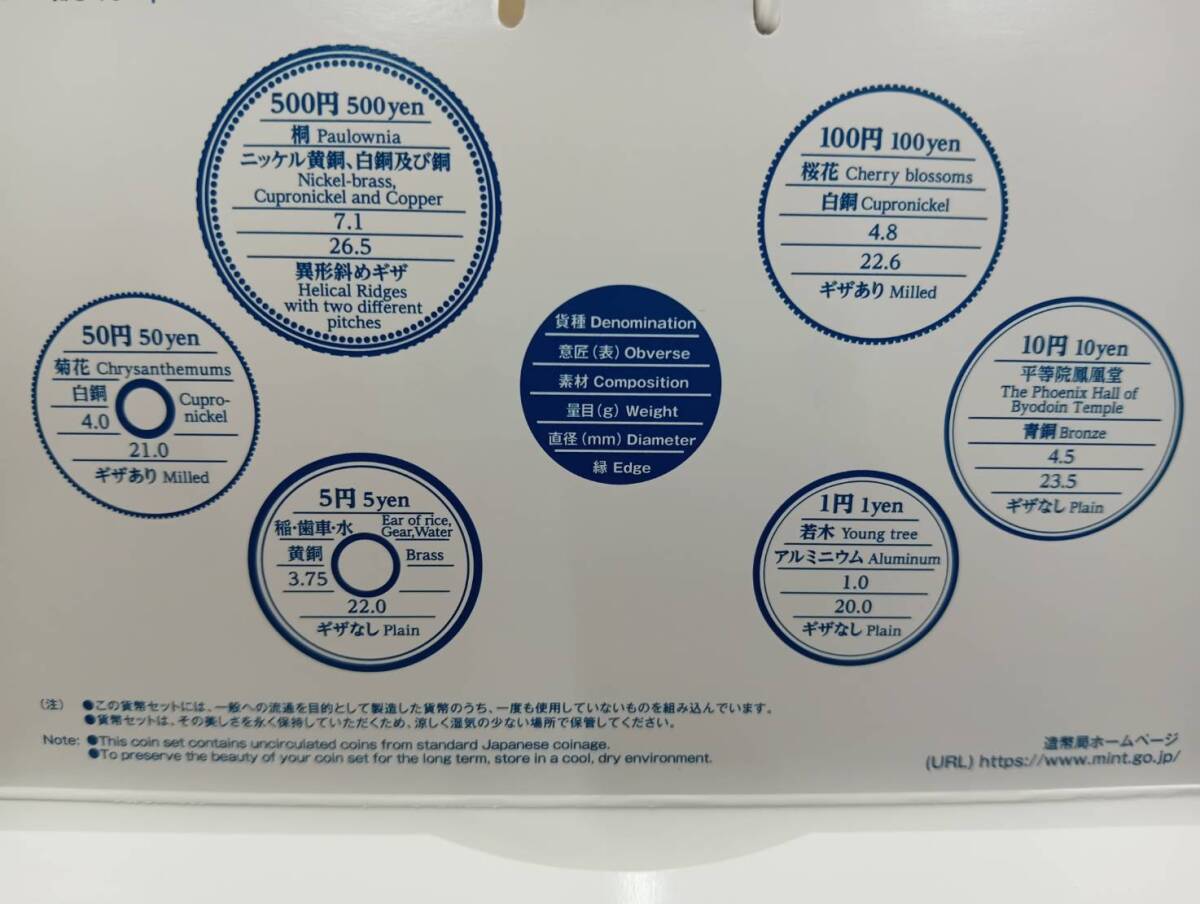 500円 500yen
桐 Paulownia
ニッケル黄銅、白銅及び銅
Nickel-brass,
Cupronickel and Copper
7.1
26.5
異形斜めギザ
Helical Ridges
with two different
pitches
100円 100yen
桜花 Cherry blossoms
白銅 Cupronickel
4.8
22.6
ギザあり Milled
50円 50yen
菊花 Chrysanthemums
白銅 Cupro-
nickel
4.0
21.0
ギザあり Milled
貨種 Denomination
意匠(表) Obverse
素材 Composition
量目(g) Weight
直径(mm) Diameter
縁 Edge
10円 10yen
平等院鳳凰堂
The Phoenix Hall of
Byodoin Temple
青銅 Bronze
4.5
23.5
ギザなし Plain
5円 5yen
稲・歯車・水 Ear of rice,
Gear,Water
黄銅 Brass
3.75
22.0
ギザなし Plain
1円 1yen
若木 Young tree
アルミニウム Aluminum
1.0
20.0
ギザなし Plain
(注) ●この貨幣セットには、一般への流通を目的として製造した貨幣のうち、一度も使用していないものを組み込んでいます。
●貨幣セットは、その美しさを永く保持していただくため、涼しく湿気の少ない場所で保管してください。
Note: ●This coin set contains uncirculated coins from standard Japanese coinage.
●To preserve the beauty of your coin set for the long term, store in a cool, dry environment.
造幣局ホームページ
(URL) https://www.mint.go.jp/